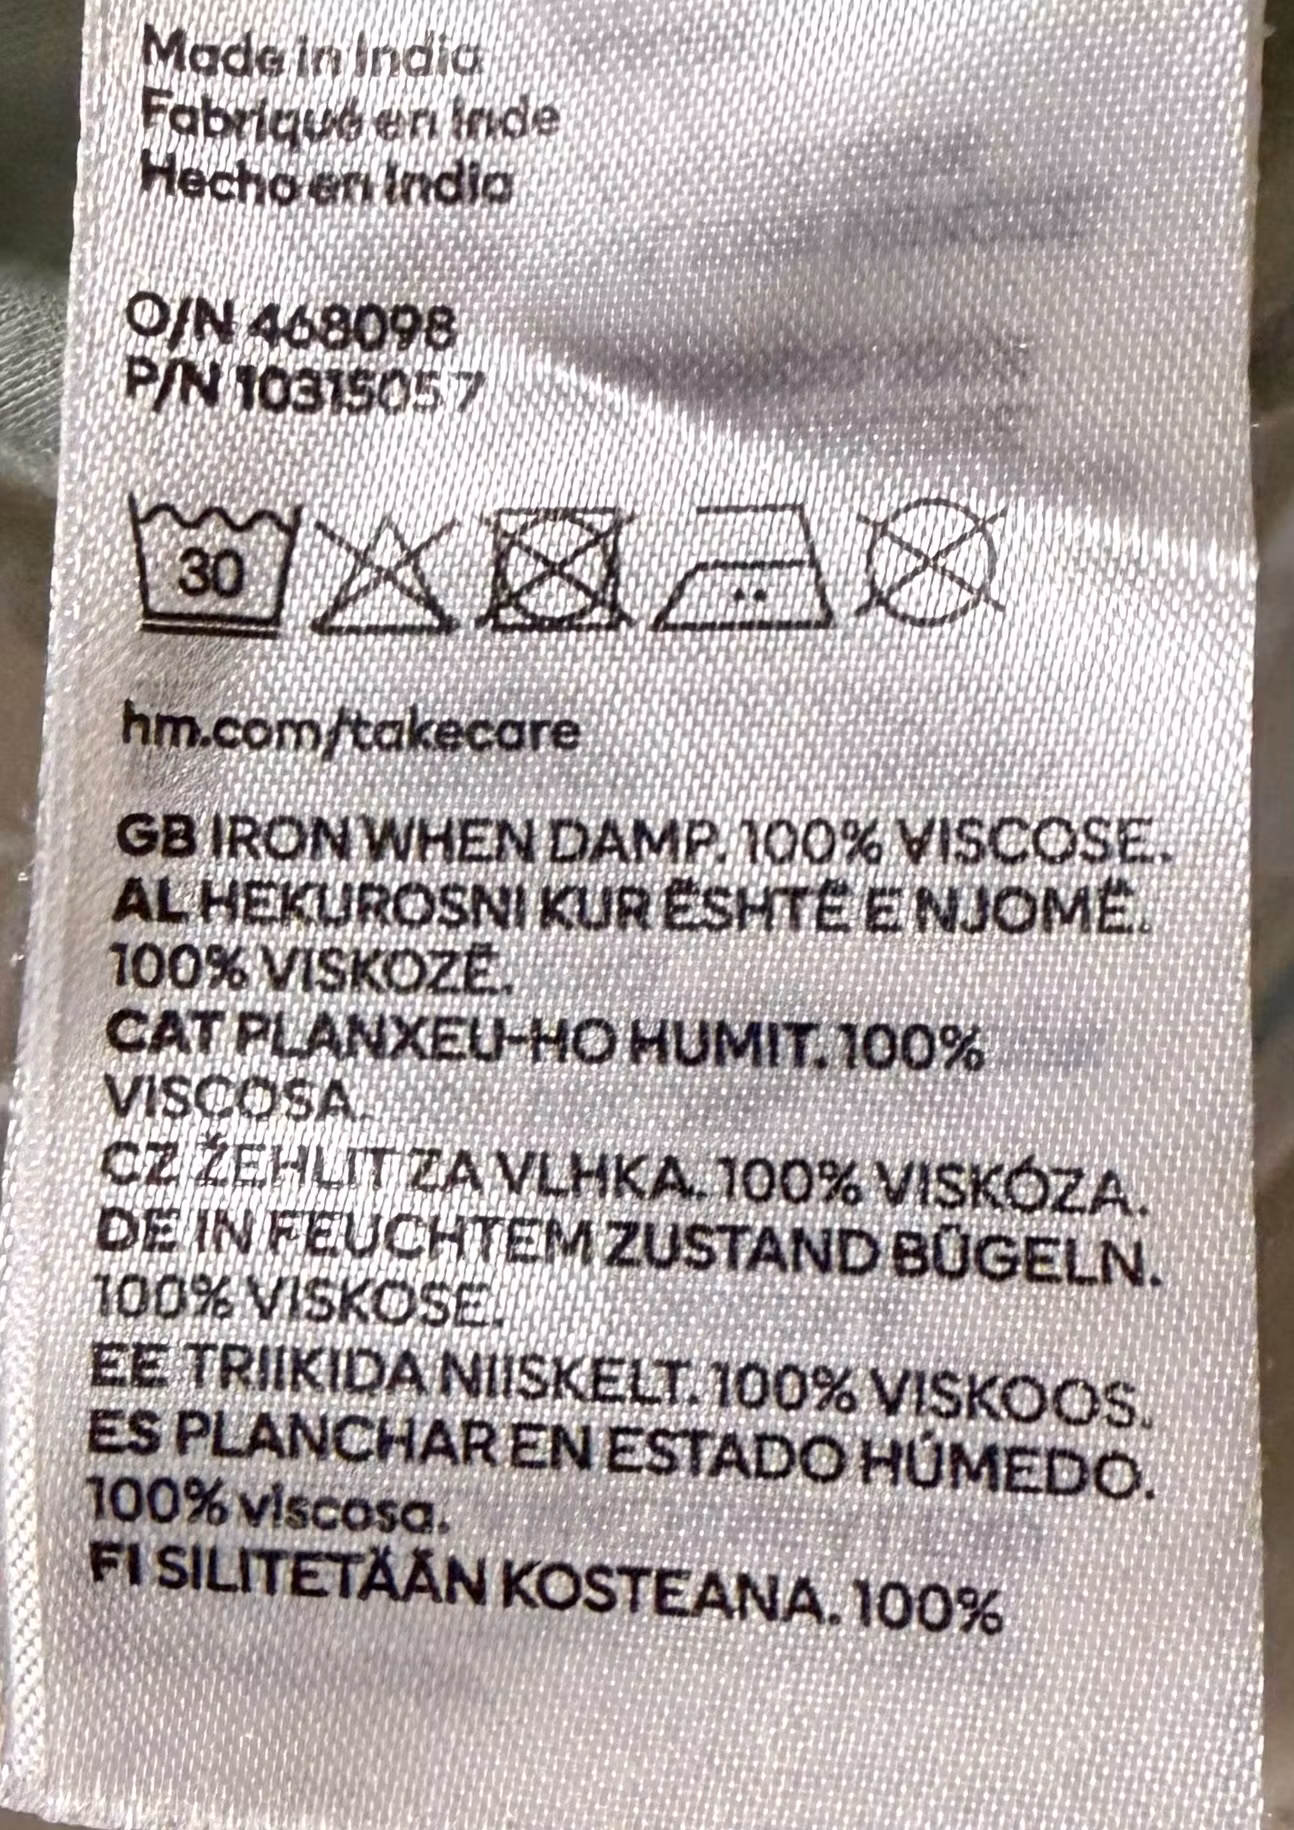 Made in India
Fabriqué en Inde
Hecho en India
O/N 468098
P/N 10315057
30
hm.com/takecare
GB IRON WHEN DAMP. 100% VISCOSE.
AL HEKUROSNI KUR ËSHTË E NJOMË.
100% VISKOZË.
CAT PLANXEU-HO HUMIT. 100%
VISCOSA.
CZ ŽEHLIT ZA VLHKA. 100% VISKÓZA.
DE IN FEUCHTEM ZUSTAND BÜGELN.
100% VISKOSE.
EE TRIIKIDA NIISKELT. 100% VISKOOS.
ES PLANCHAR EN ESTADO HÚMEDO.
100% viscosa.
FI SILITETÄÄN KOSTEANA. 100%